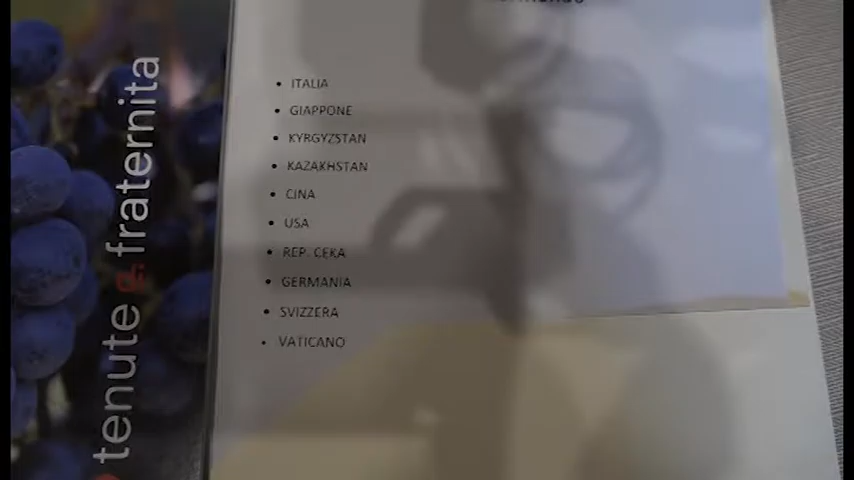 ITALIA
GIAPPONE
KYRGYZSTAN
KAZAKHSTAN
CINA
USA
REP. CEKA
GERMANIA
SVIZZERA
VATICANO
tenute & fraternita